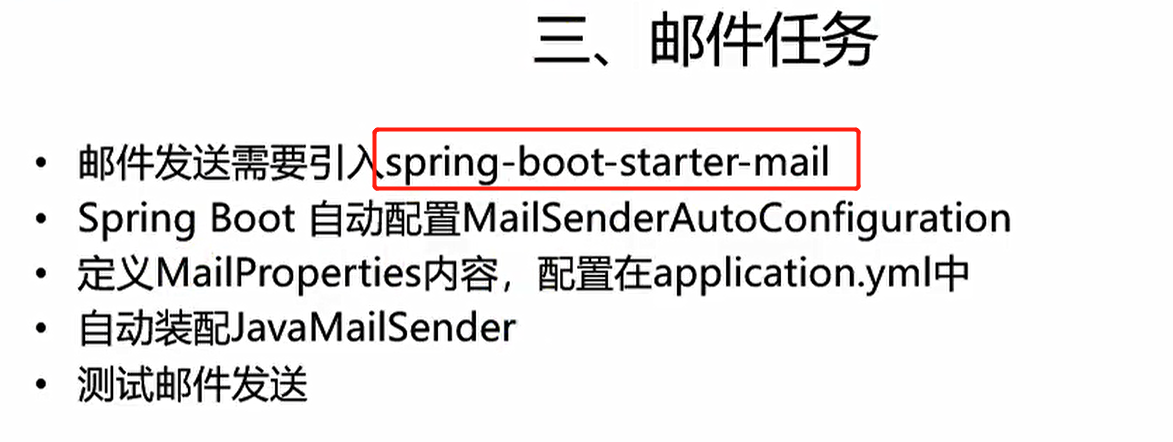 三、邮件任务
• 邮件发送需要引入spring-boot-starter-mail
• Spring Boot 自动配置MailSenderAutoConfiguration
• 定义MailProperties内容，配置在application.yml中
• 自动装配JavaMailSender
• 测试邮件发送